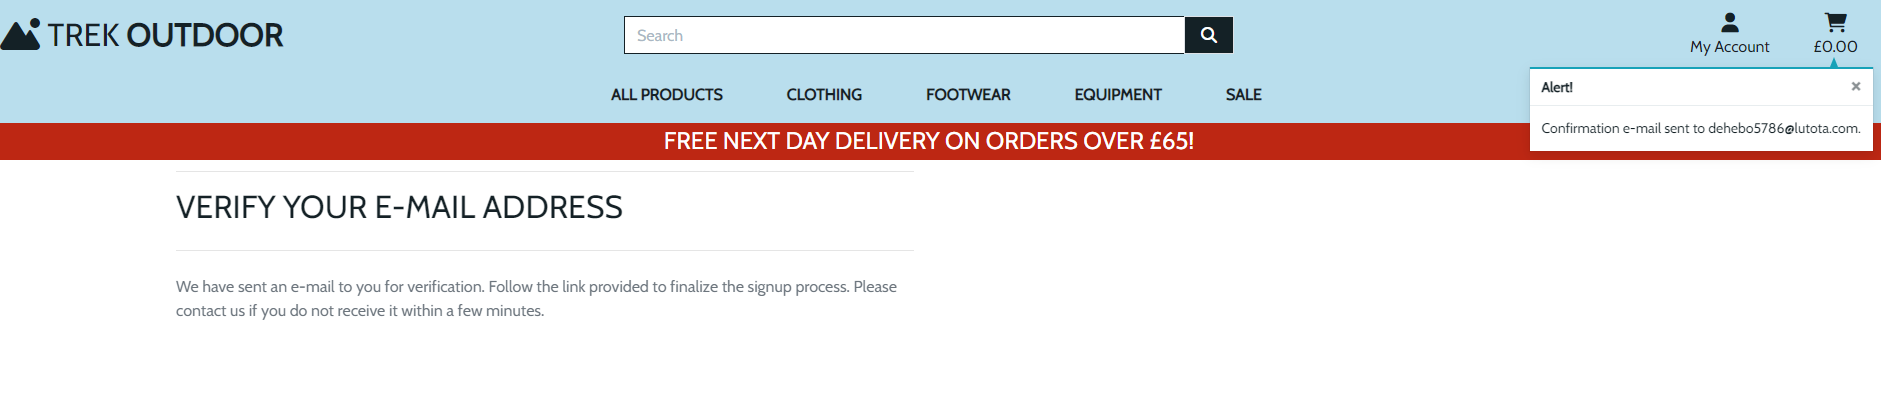 TREK OUTDOOR
Search
My Account
£0.00
ALL PRODUCTS
CLOTHING
FOOTWEAR
EQUIPMENT
SALE
Alert!
×
Confirmation e-mail sent to dehebo5786@lutota.com.
FREE NEXT DAY DELIVERY ON ORDERS OVER £65!
VERIFY YOUR E-MAIL ADDRESS
We have sent an e-mail to you for verification. Follow the link provided to finalize the signup process. Please
contact us if you do not receive it within a few minutes.